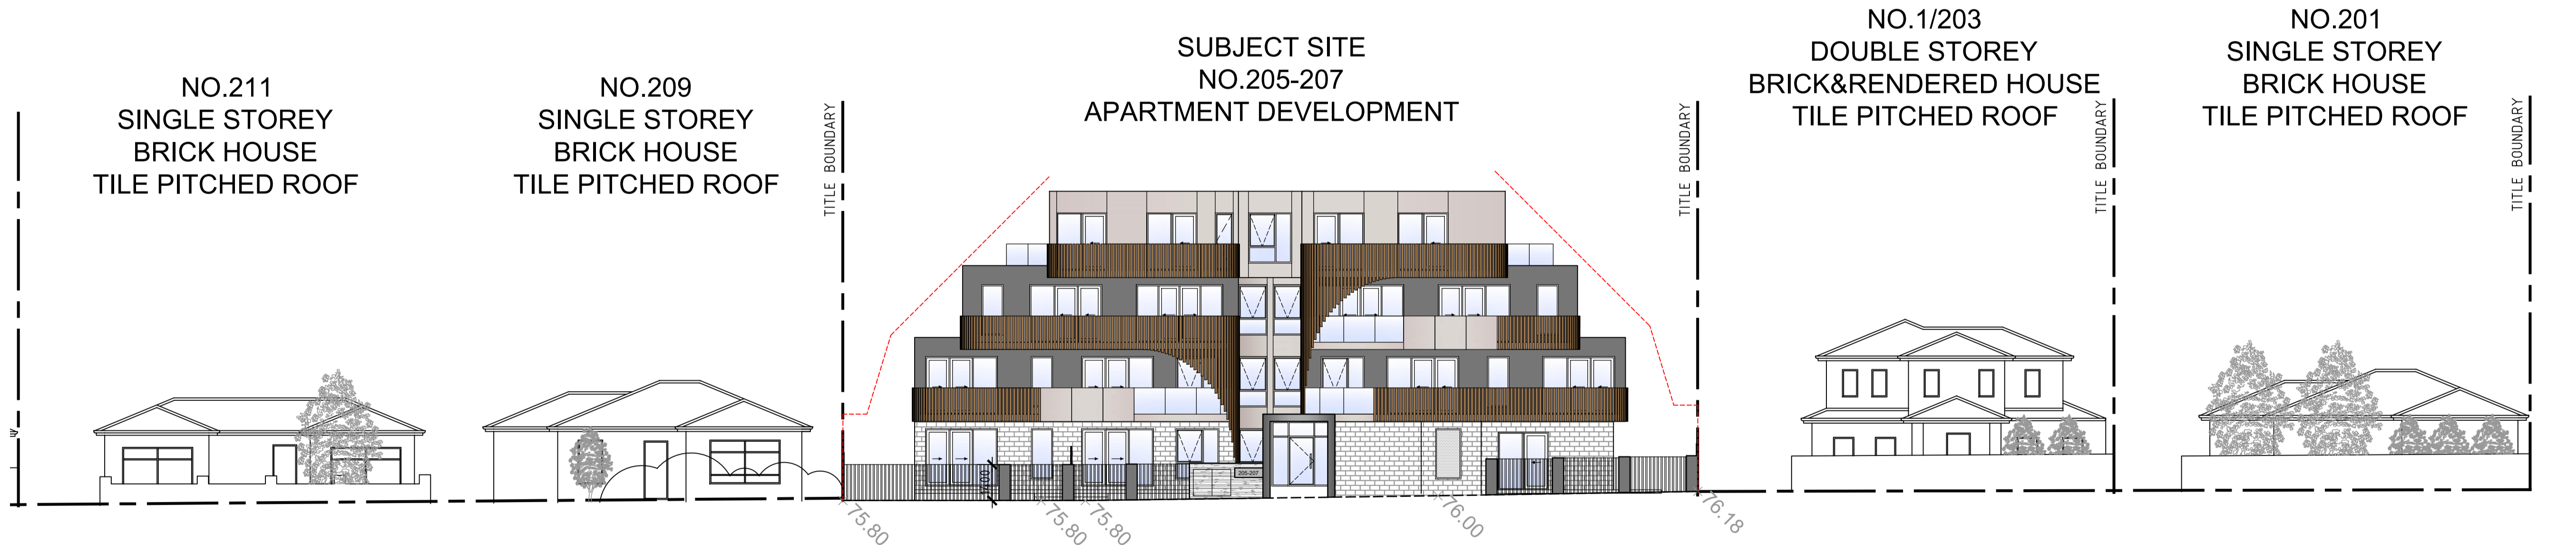 NO.211
SINGLE STOREY
BRICK HOUSE
TILE PITCHED ROOF
NO.209
SINGLE STOREY
BRICK HOUSE
TILE PITCHED ROOF
TITLE BOUNDARY
SUBJECT SITE
NO.205-207
APARTMENT DEVELOPMENT
TITLE BOUNDARY
NO.1/203
DOUBLE STOREY
BRICK&RENDERED HOUSE
TILE PITCHED ROOF
TITLE BOUNDARY
NO.201
SINGLE STOREY
BRICK HOUSE
TILE PITCHED ROOF
TITLE BOUNDARY
205-207
75.80
75.80
75.80
76.00
76.18